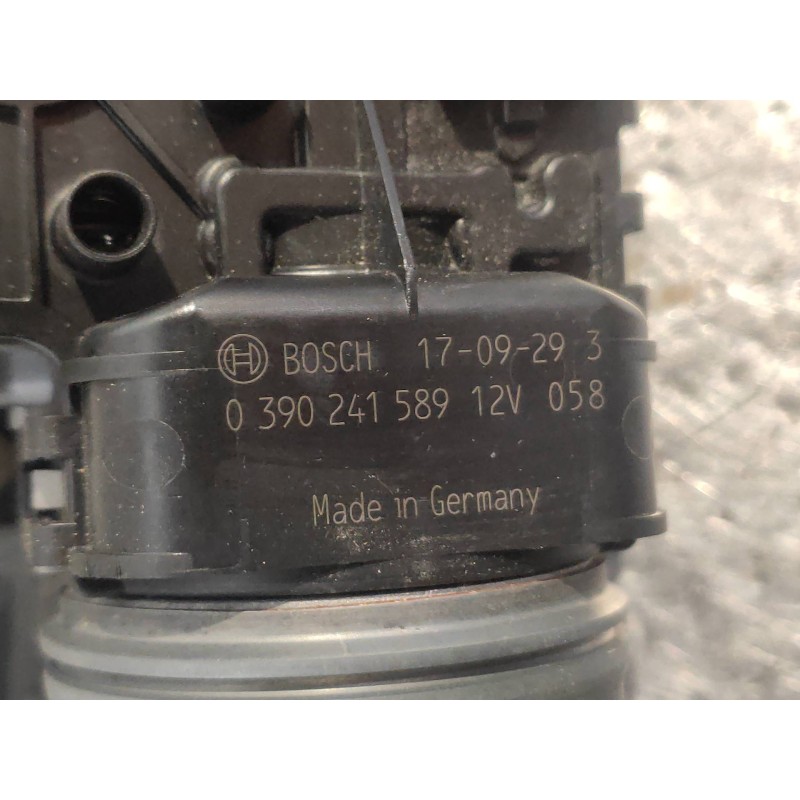 BOSCH 17-09-29 3
0 390 241 589 12V 058
Made in Germany